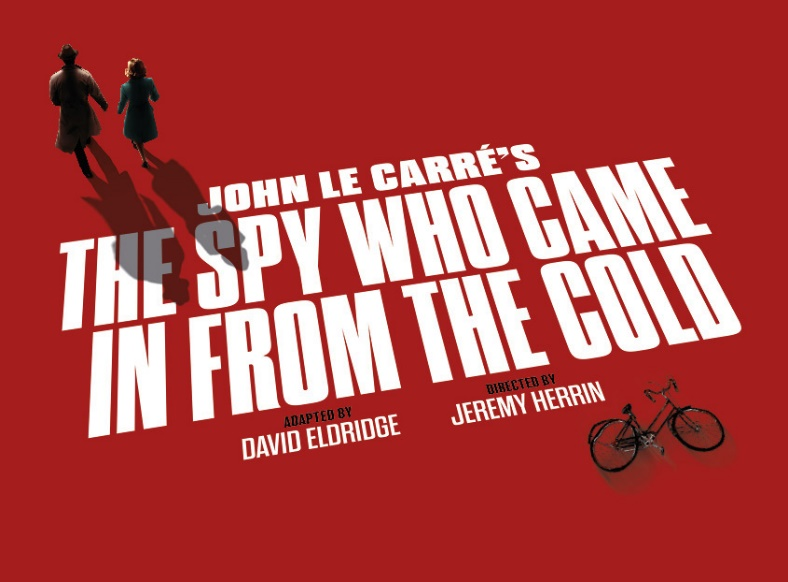 JOHN LE CARRÉ'S
THE SPY WHO CAME
IN FROM THE COLD
ADAPTED BY
DAVID ELDRIDGE
DIRECTED BY
JEREMY HERRIN